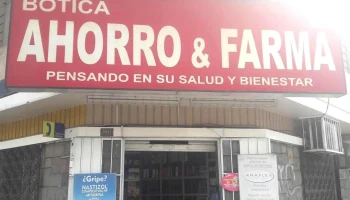 BOTICA
AHORRO & FARMA
PENSANDO EN SU SALUD Y BIENESTAR
¿Gripe?
NASTIZOL